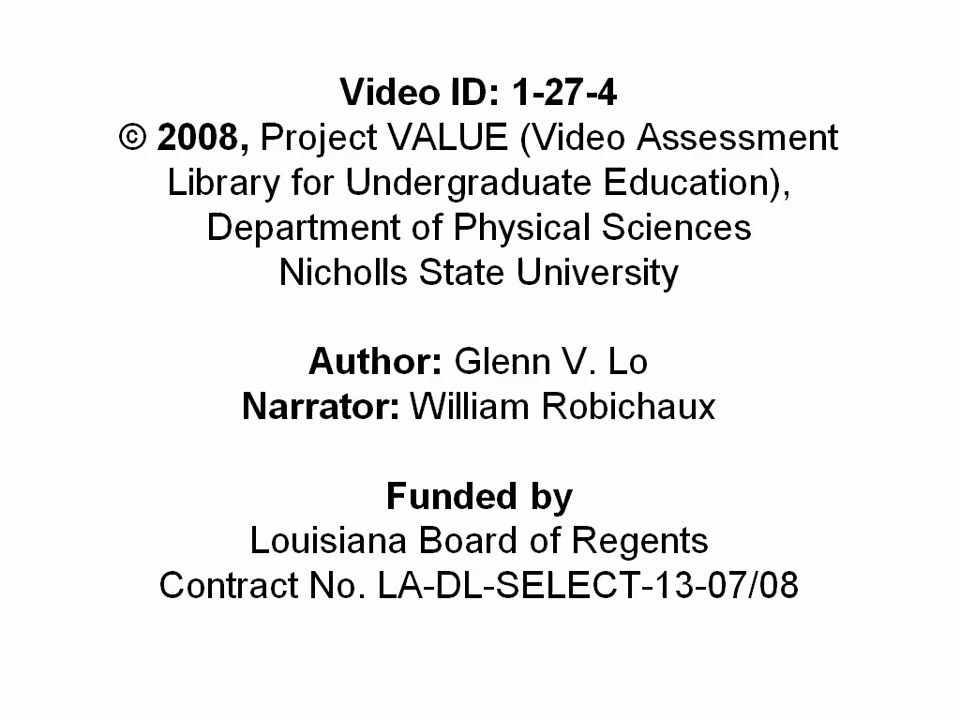 Video ID: 1-27-4
© 2008, Project VALUE (Video Assessment
Library for Undergraduate Education),
Department of Physical Sciences
Nicholls State University
Author: Glenn V. Lo
Narrator: William Robichaux
Funded by
Louisiana Board of Regents
Contract No. LA-DL-SELECT-13-07/08